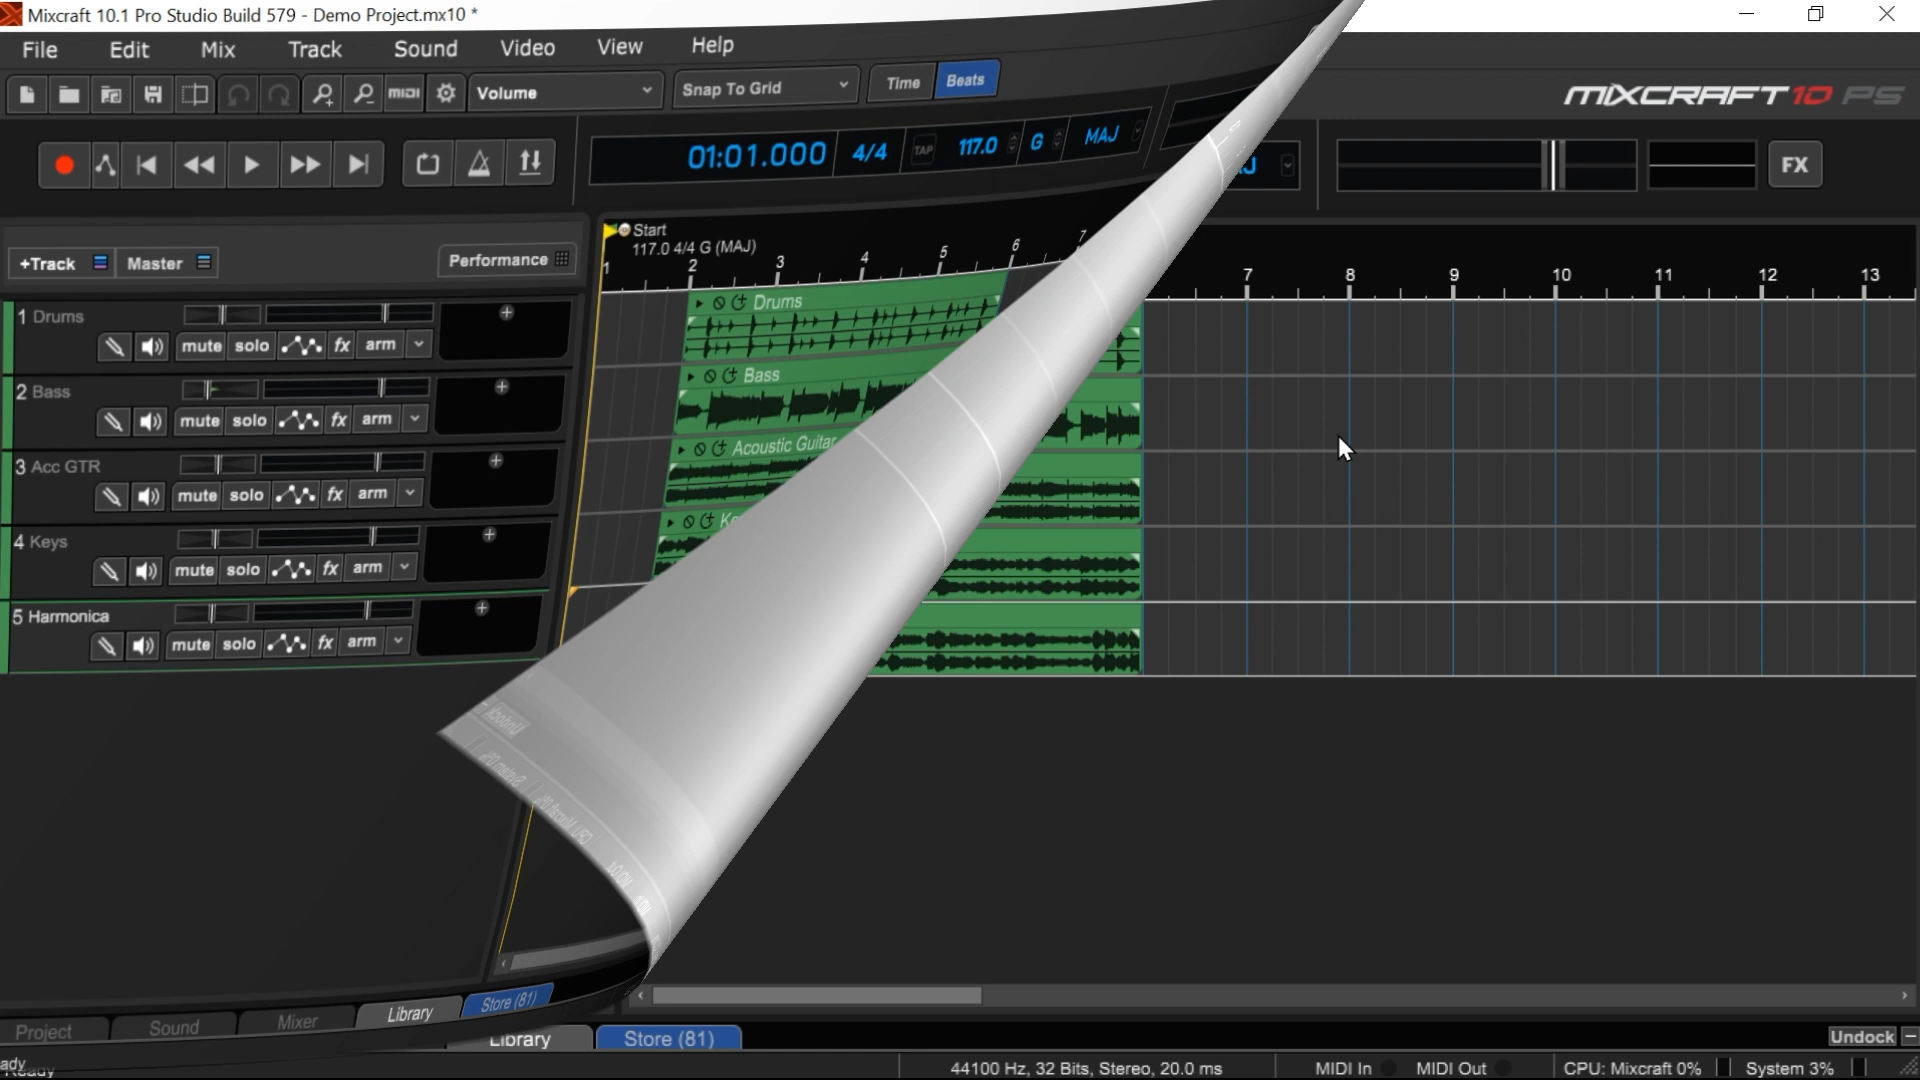 Mixcraft 10.1 Pro Studio Build 579 - Demo Project.mx10 *
File Edit Mix Track Sound Video View Help
MIDI Volume Snap To Grid Time Beats
MIXCRAFT 10 PS
01:01.000 4/4 TAP 117.0 G MAJ
FX
+Track Master Performance
Start
117.0 4/4 G (MAJ)
1 2 3 4 5 6 7
7 8 9 10 11 12 13
1 Drums
mute solo fx arm
Drums
2 Bass
mute solo fx arm
Bass
3 Acc GTR
mute solo fx arm
Acoustic Guitar
4 Keys
mute solo fx arm
5 Harmonica
mute solo fx arm
Project Sound Mixer Library Store (81)
Library Store (81)
Undock
44100 Hz, 32 Bits, Stereo, 20.0 ms MIDI In MIDI Out CPU: Mixcraft 0% System 3%